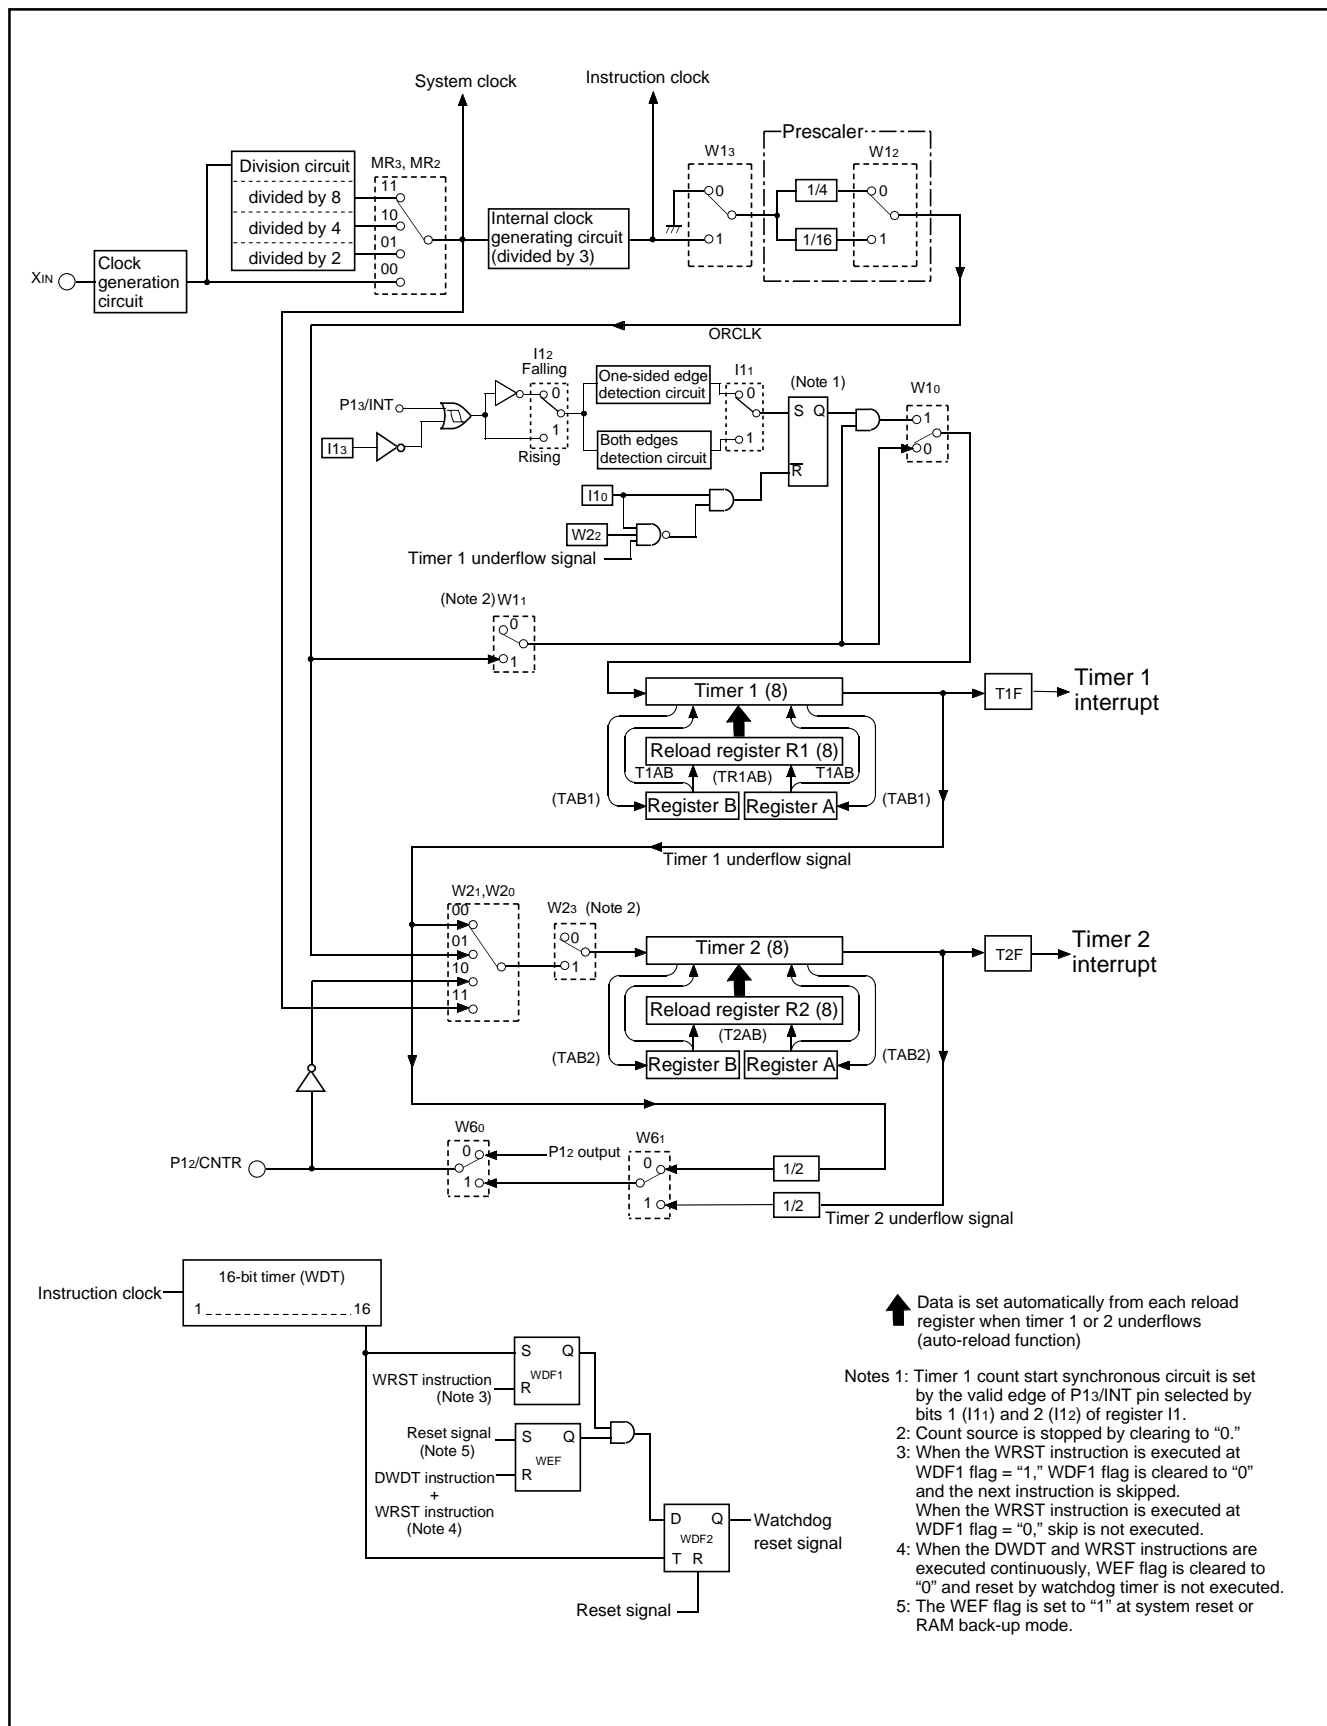 System clock
Instruction clock
Prescaler
W13
W12
MR3, MR2
Division circuit
divided by 8
divided by 4
divided by 2
11
10
01
00
Internal clock
generating circuit
(divided by 3)
0
1
1/4
1/16
0
1
XIN
Clock
generation
circuit
ORCLK
I12
Falling
0
1
Rising
One-sided edge
detection circuit
Both edges
detection circuit
I11
0
1
(Note 1)
S Q
R
W10
1
0
P13/INT
I13
I10
W22
Timer 1 underflow signal
(Note 2) W11
0
1
Timer 1 (8)
T1F
Timer 1
interrupt
Reload register R1 (8)
T1AB
(TR1AB)
T1AB
(TAB1)
Register B
Register A
(TAB1)
Timer 1 underflow signal
W21,W20
00
01
10
11
W23 (Note 2)
0
1
Timer 2 (8)
T2F
Timer 2
interrupt
Reload register R2 (8)
(T2AB)
(TAB2)
Register B
Register A
(TAB2)
P12/CNTR
W60
0
1
P12 output
W61
0
1
1/2
1/2
Timer 2 underflow signal
Instruction clock
16-bit timer (WDT)
1 16
S Q
WDF1
R
WRST instruction
(Note 3)
Reset signal
(Note 5)
S Q
WEF
R
DWDT instruction
+
WRST instruction
(Note 4)
D Q
WDF2
T R
Watchdog
reset signal
Reset signal
Data is set automatically from each reload
register when timer 1 or 2 underflows
(auto-reload function)
Notes 1: Timer 1 count start synchronous circuit is set
by the valid edge of P13/INT pin selected by
bits 1 (I11) and 2 (I12) of register I1.
2: Count source is stopped by clearing to “0.”
3: When the WRST instruction is executed at
WDF1 flag = “1,” WDF1 flag is cleared to “0”
and the next instruction is skipped.
When the WRST instruction is executed at
WDF1 flag = “0,” skip is not executed.
4: When the DWDT and WRST instructions are
executed continuously, WEF flag is cleared to
“0” and reset by watchdog timer is not executed.
5: The WEF flag is set to “1” at system reset or
RAM back-up mode.